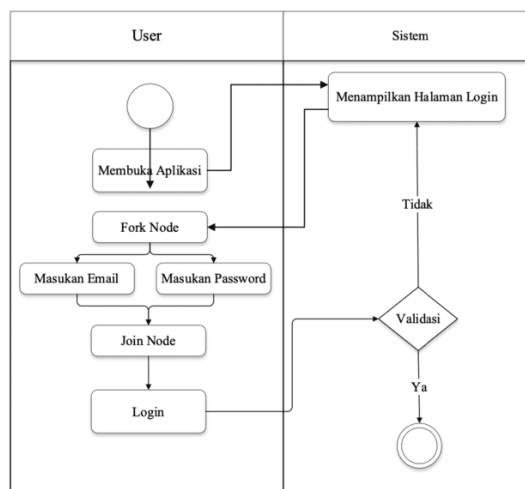 User
Sistem
Menampilkan Halaman Login
Membuka Aplikasi
Tidak
Fork Node
Masukan Email
Masukan Password
Validasi
Join Node
Ya
Login